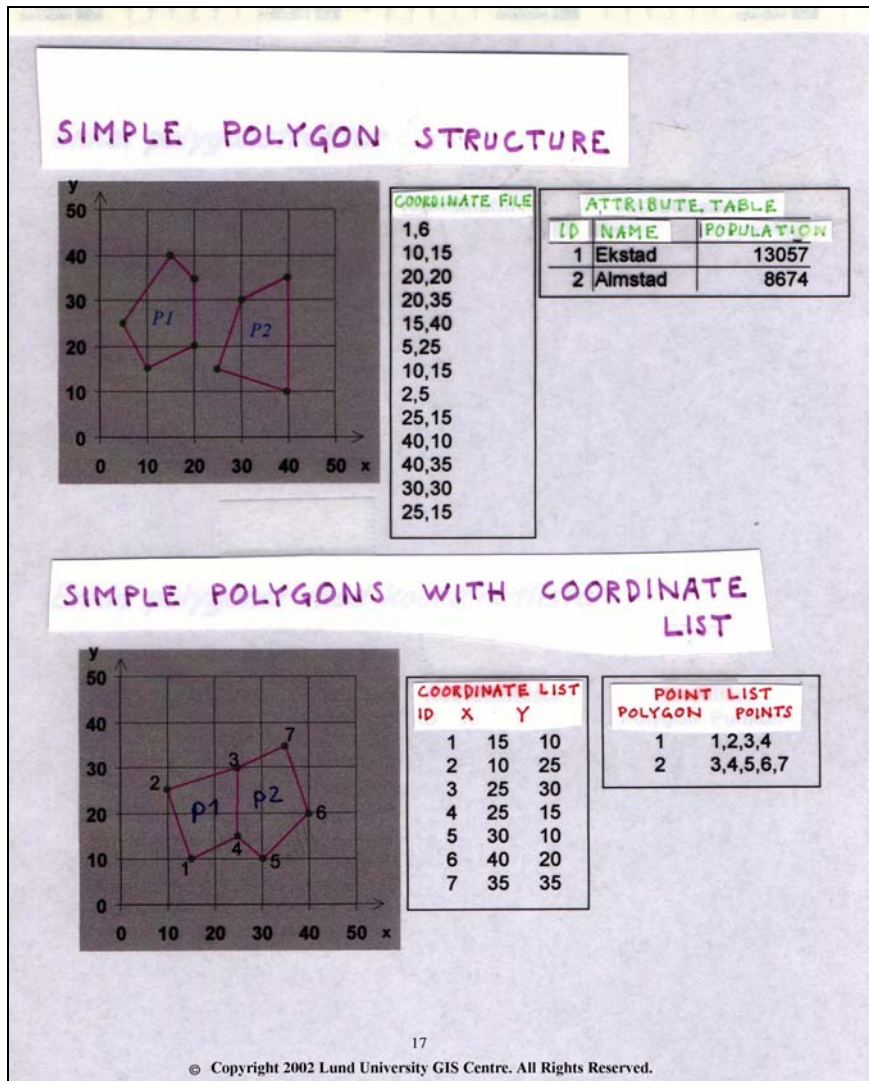 SIMPLE POLYGON STRUCTURE
y
50
40
30
20
10
0
0 10 20 30 40 50 x
P1
P2
COORDINATE FILE
1,6
10,15
20,20
20,35
15,40
5,25
10,15
2,5
25,15
40,10
40,35
30,30
25,15
ATTRIBUTE TABLE
ID NAME POPULATION
1 Ekstad 13057
2 Almstad 8674
SIMPLE POLYGONS WITH COORDINATE
LIST
y
50
40
30
20
10
0
0 10 20 30 40 50 x
7
3
2
p1 p2
6
4
1
5
COORDINATE LIST
ID X Y
1 15 10
2 10 25
3 25 30
4 25 15
5 30 10
6 40 20
7 35 35
POINT LIST
POLYGON POINTS
1 1,2,3,4
2 3,4,5,6,7
17
© Copyright 2002 Lund University GIS Centre. All Rights Reserved.